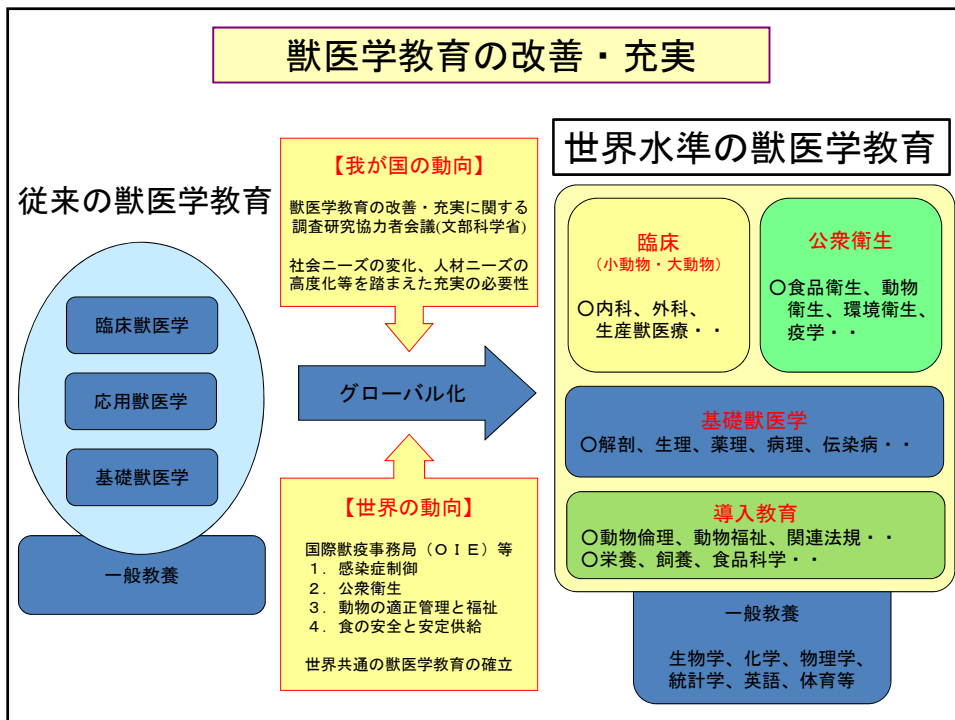 獣医学教育の改善・充実
従来の獣医学教育
臨床獣医学
応用獣医学
基礎獣医学
一般教養
【我が国の動向】
獣医学教育の改善・充実に関する
調査研究協力者会議(文部科学省)
社会ニーズの変化、人材ニーズの
高度化等を踏まえた充実の必要性
グローバル化
【世界の動向】
国際獣疫事務局（ＯＩＥ）等
１．感染症制御
２．公衆衛生
３．動物の適正管理と福祉
４．食の安全と安定供給
世界共通の獣医学教育の確立
世界水準の獣医学教育
臨床
（小動物・大動物）
○内科、外科、
生産獣医療・・
公衆衛生
○食品衛生、動物
衛生、環境衛生、
疫学・・
基礎獣医学
○解剖、生理、薬理、病理、伝染病・・
導入教育
○動物倫理、動物福祉、関連法規・・
○栄養、飼養、食品科学・・
一般教養
生物学、化学、物理学、
統計学、英語、体育等